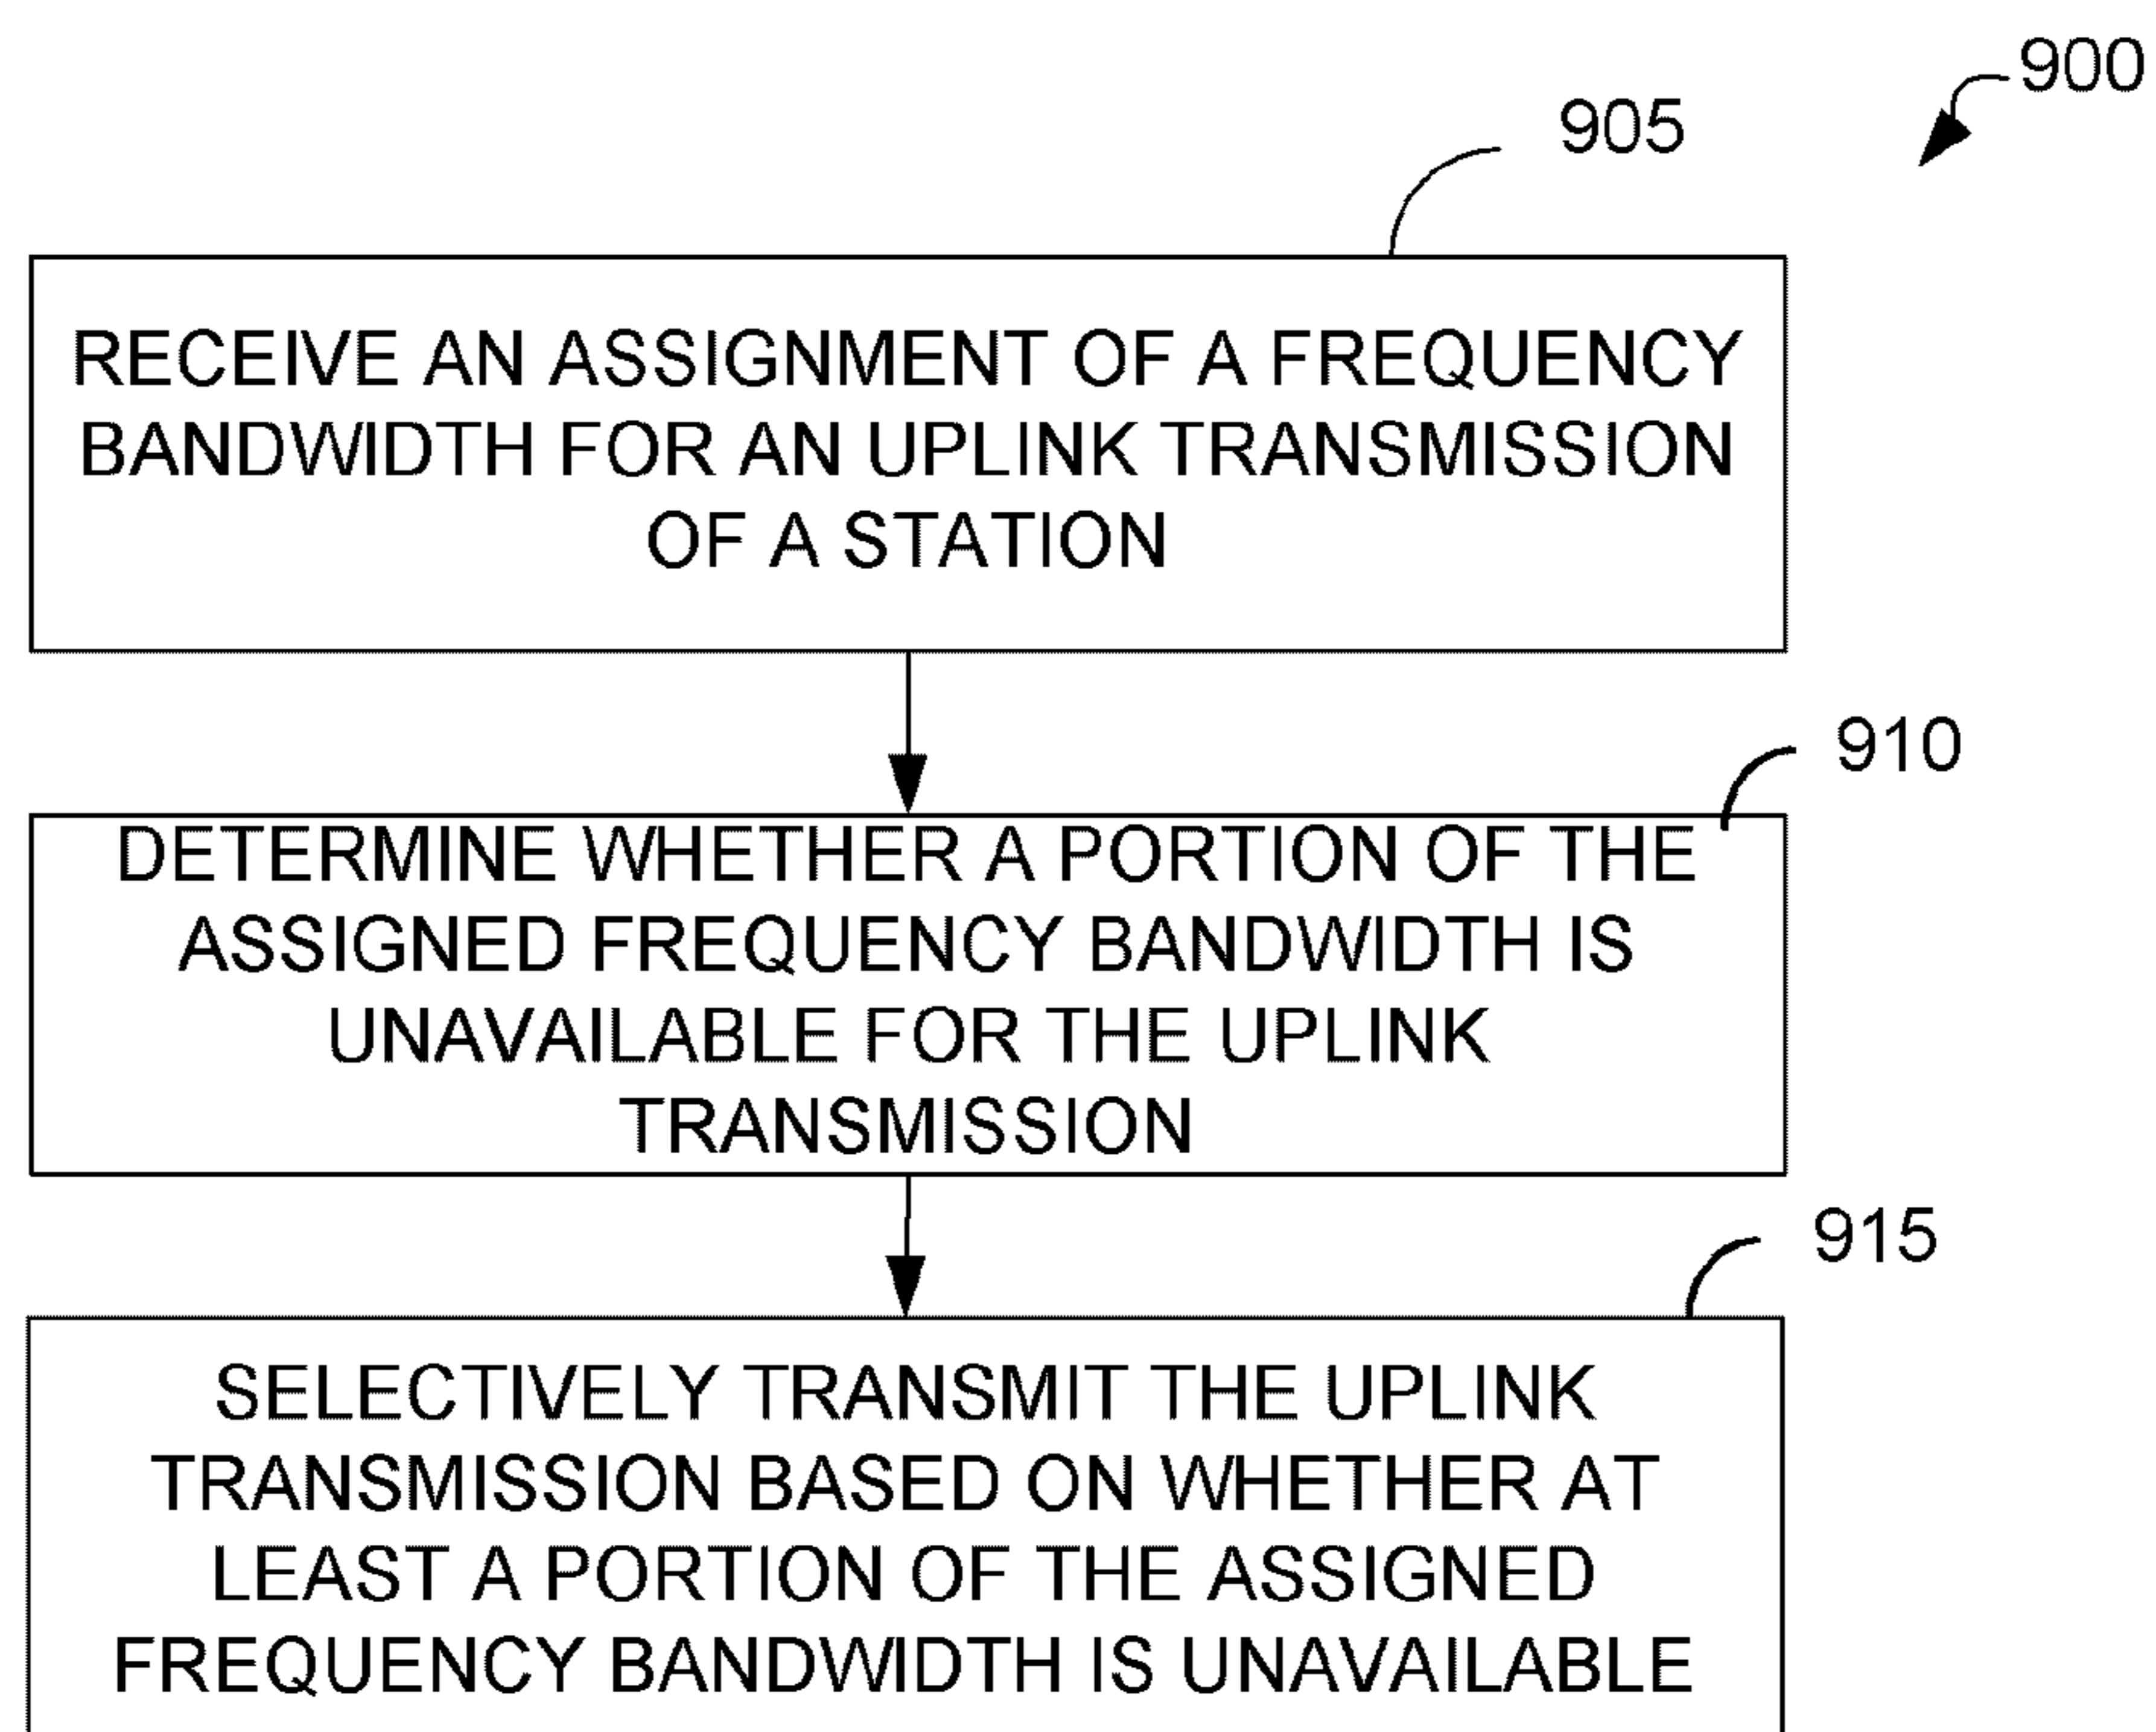 900
905
RECEIVE AN ASSIGNMENT OF A FREQUENCY
BANDWIDTH FOR AN UPLINK TRANSMISSION
OF A STATION
910
DETERMINE WHETHER A PORTION OF THE
ASSIGNED FREQUENCY BANDWIDTH IS
UNAVAILABLE FOR THE UPLINK
TRANSMISSION
915
SELECTIVELY TRANSMIT THE UPLINK
TRANSMISSION BASED ON WHETHER AT
LEAST A PORTION OF THE ASSIGNED
FREQUENCY BANDWIDTH IS UNAVAILABLE